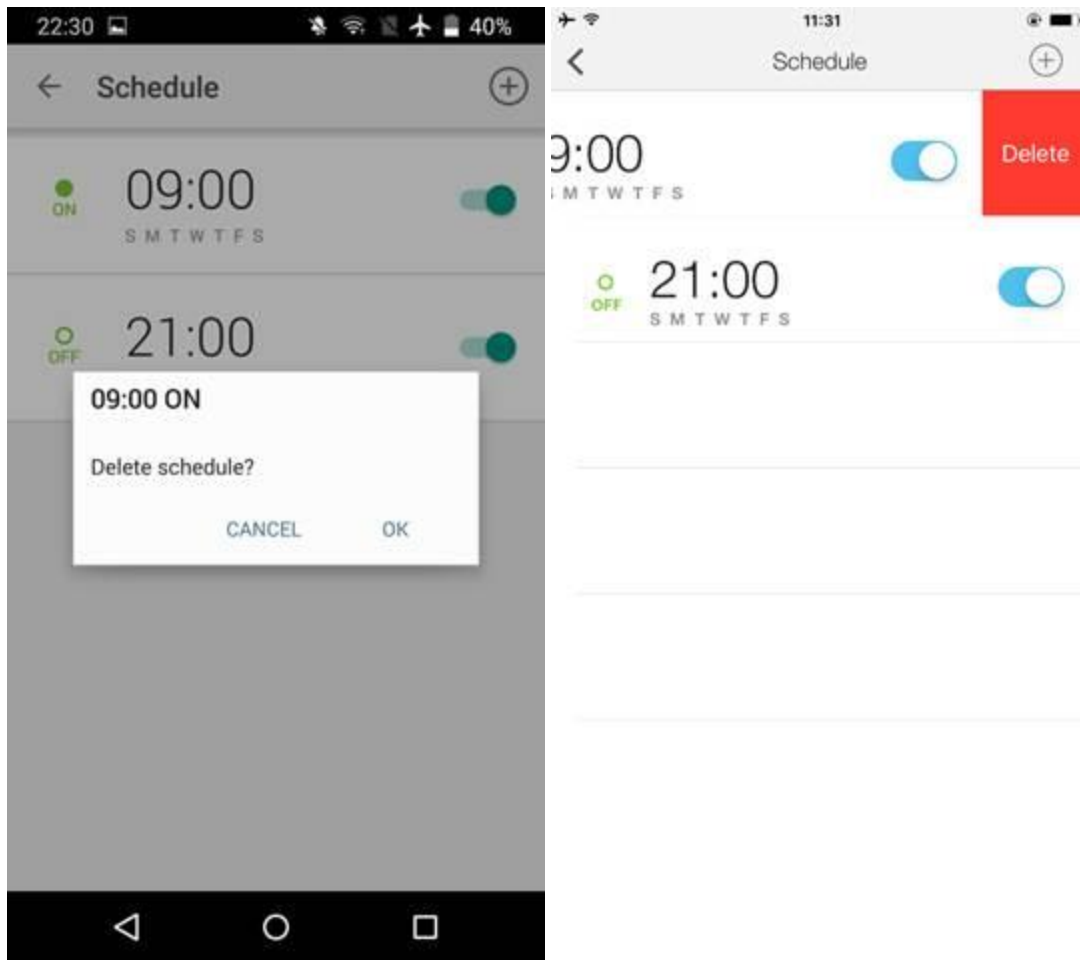 22:30 40%
Schedule
09:00
ON
S M T W T F S
21:00
OFF
09:00 ON
Delete schedule?
CANCEL OK
11:31
Schedule
9:00
Delete
M T W T F S
21:00
OFF
S M T W T F S